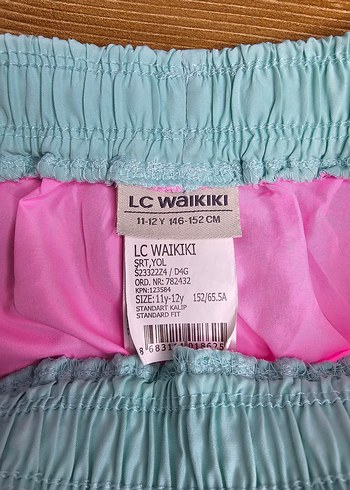 LC WAIKIKI
11-12 Y 146-152 CM
LC WAIKIKI
ŞRT,YOL
S2332224 / D4G
ORD. NR: 782432
KPN:123584
SIZE:11y-12y 152/65.5A
STANDART KALIP
STANDARD FIT